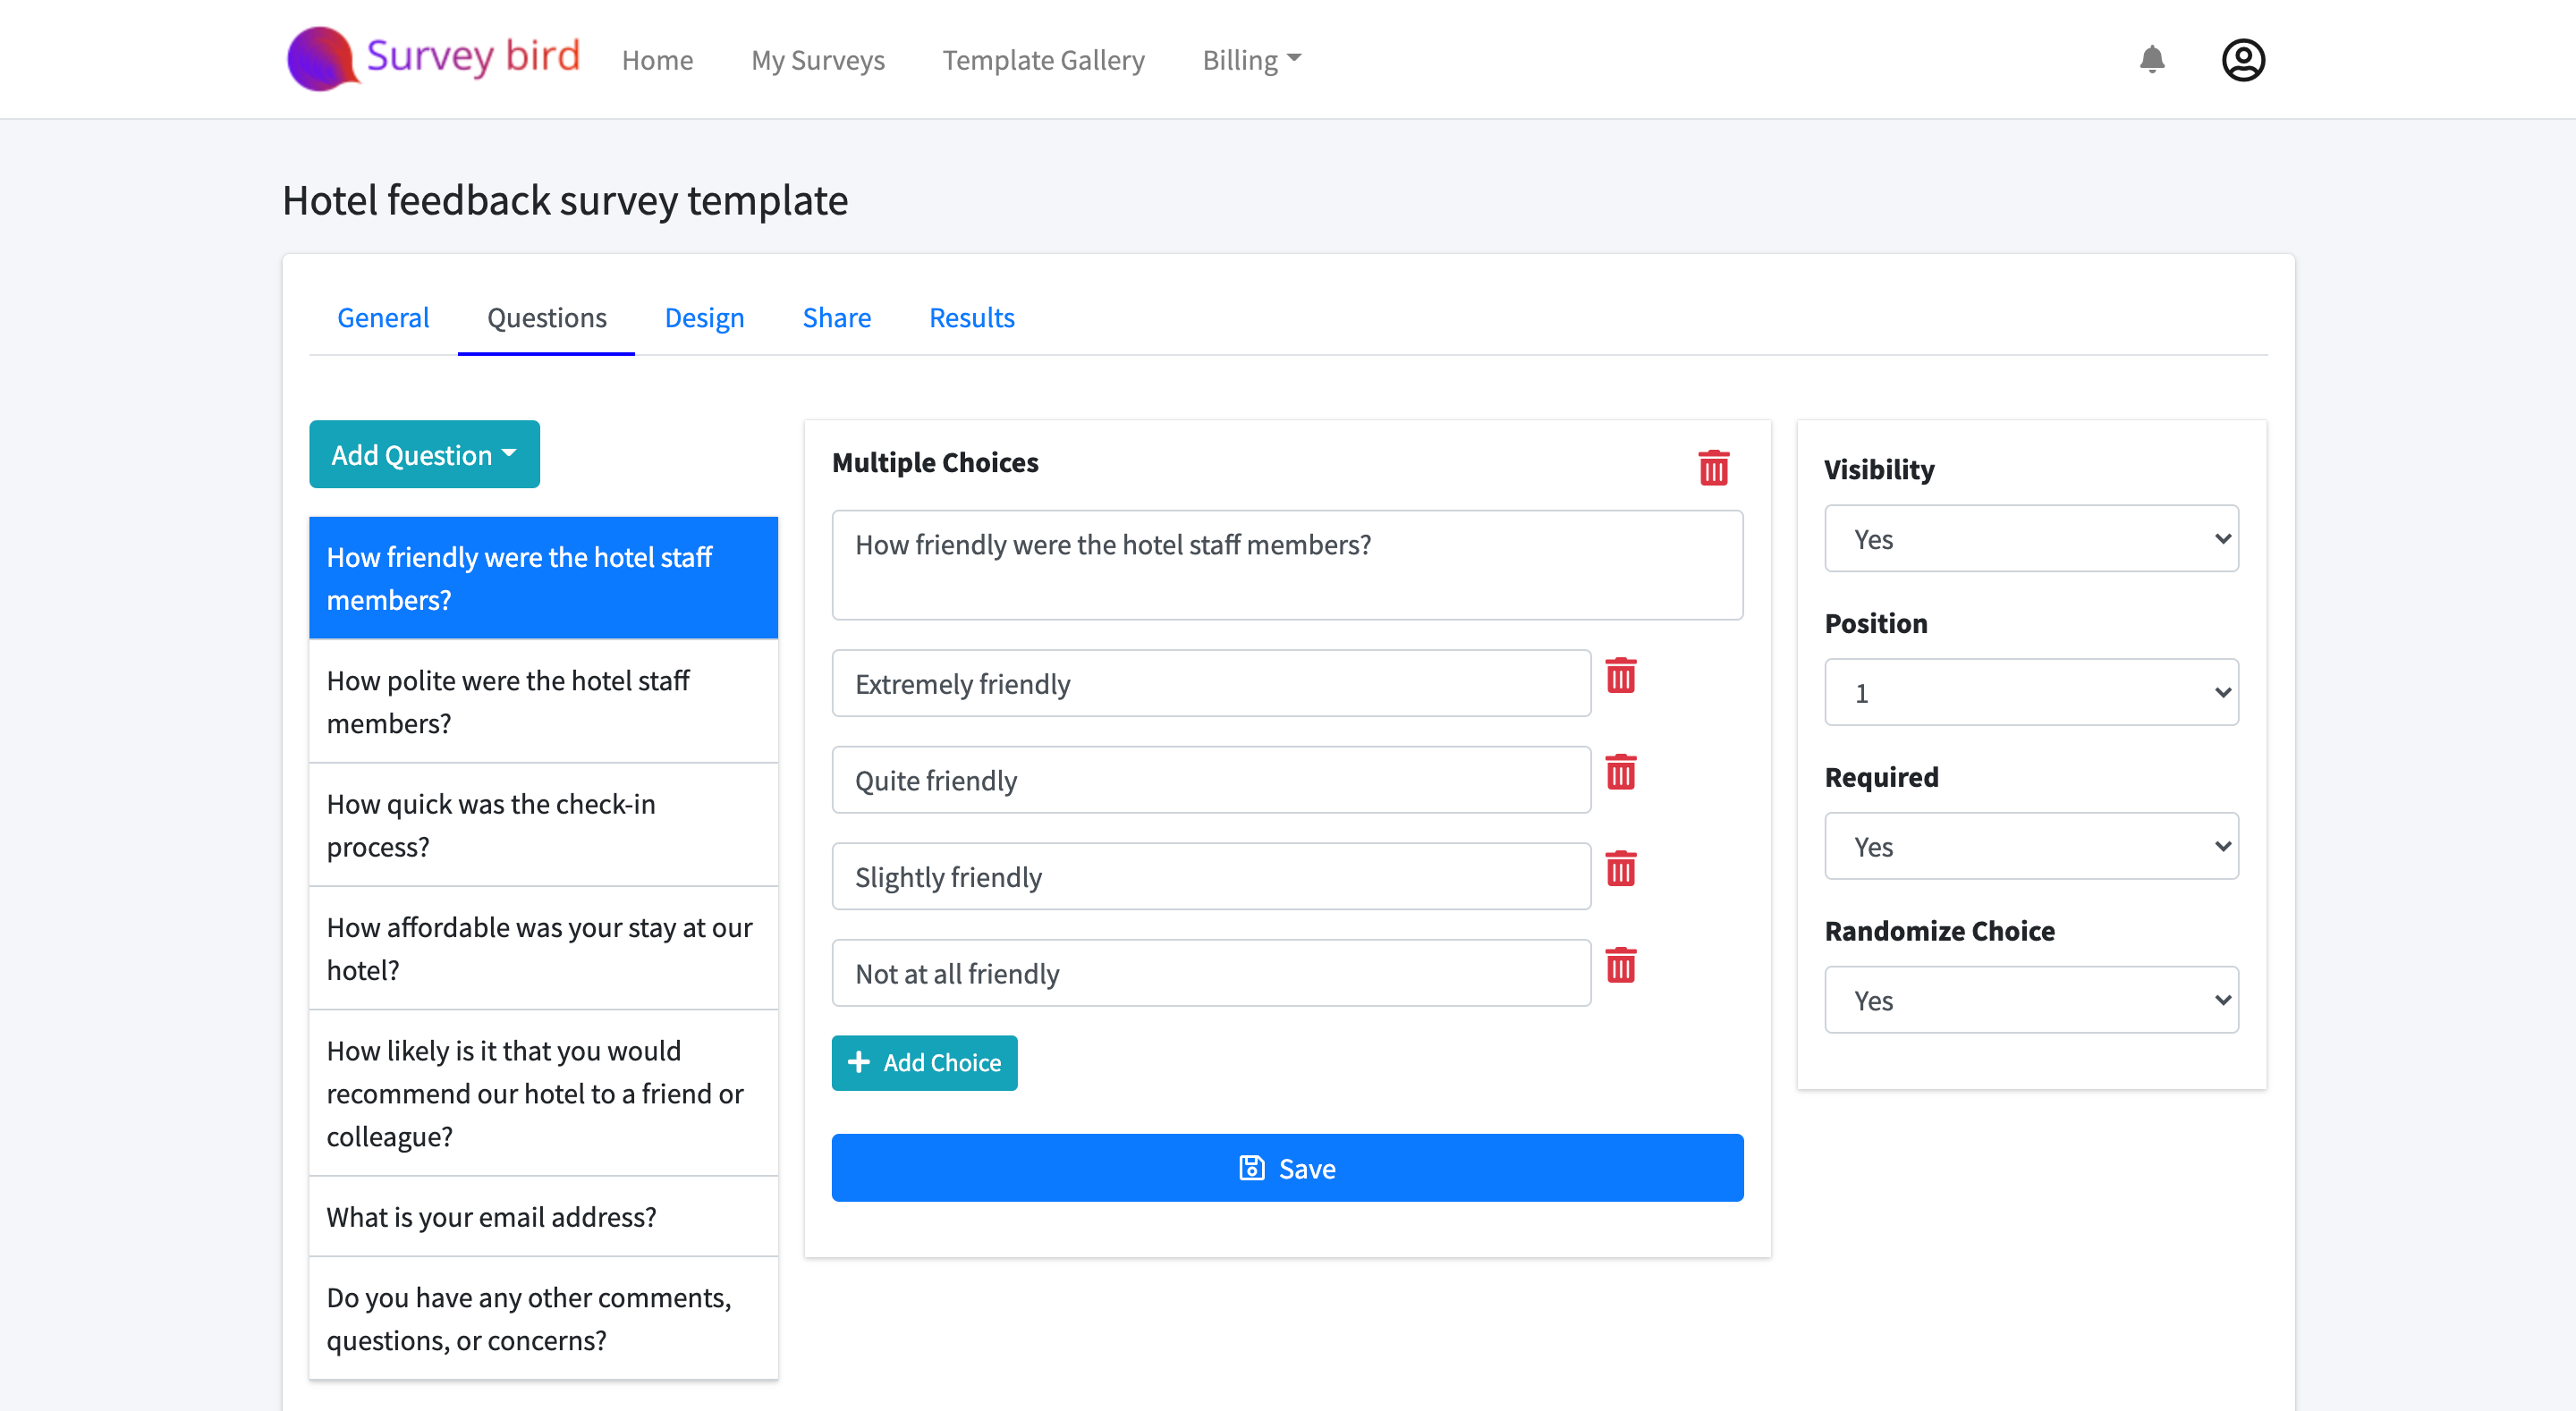 Survey bird
Home
My Surveys
Template Gallery
Billing
Hotel feedback survey template
General
Questions
Design
Share
Results
Add Question
How friendly were the hotel staff
members?
How polite were the hotel staff
members?
How quick was the check-in
process?
How affordable was your stay at our
hotel?
How likely is it that you would
recommend our hotel to a friend or
colleague?
What is your email address?
Do you have any other comments,
questions, or concerns?
Multiple Choices
How friendly were the hotel staff members?
Extremely friendly
Quite friendly
Slightly friendly
Not at all friendly
Add Choice
Save
Visibility
Yes
Position
1
Required
Yes
Randomize Choice
Yes